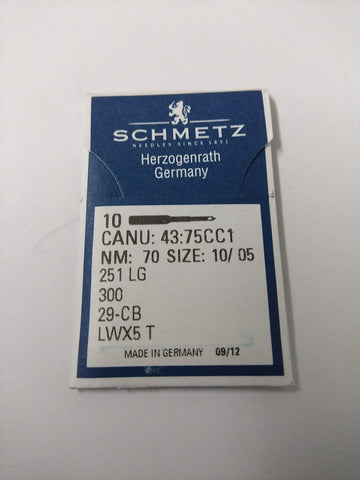 SCHMETZ
NEEDLES SINCE 1851
Herzogenrath
Germany
10
CANU: 43:75CC1
NM: 70 SIZE: 10/ 05
251 LG
300
29-CB
LWX5 T
MADE IN GERMANY 09/12